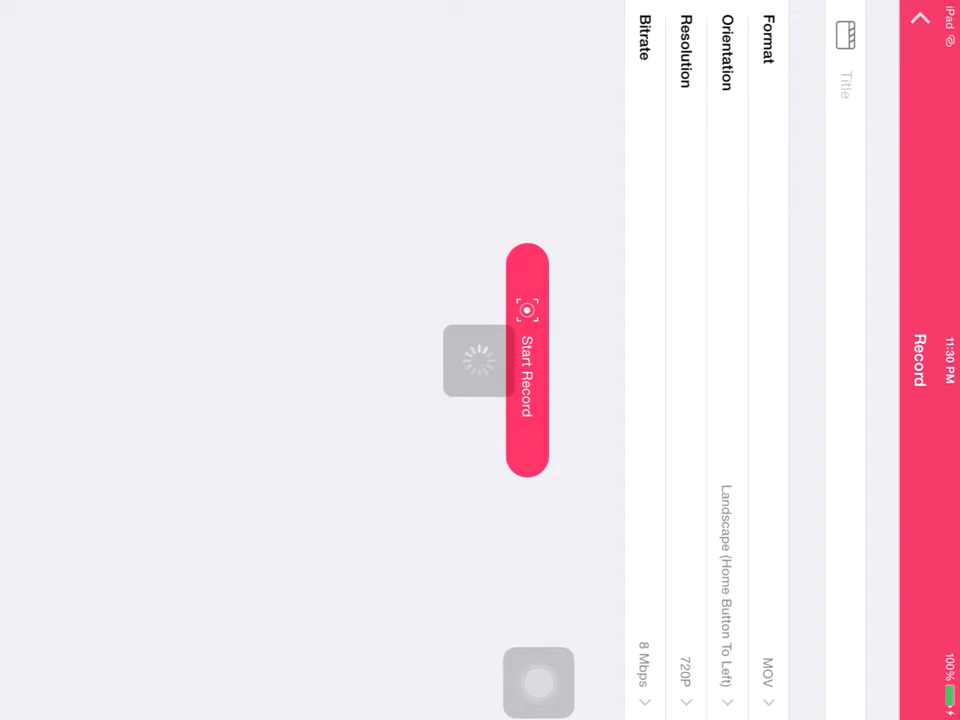 iPad 11:30 PM 100%
Record
Title
Format MOV
Orientation Landscape (Home Button To Left)
Resolution 720P
Bitrate 8 Mbps
Start Record